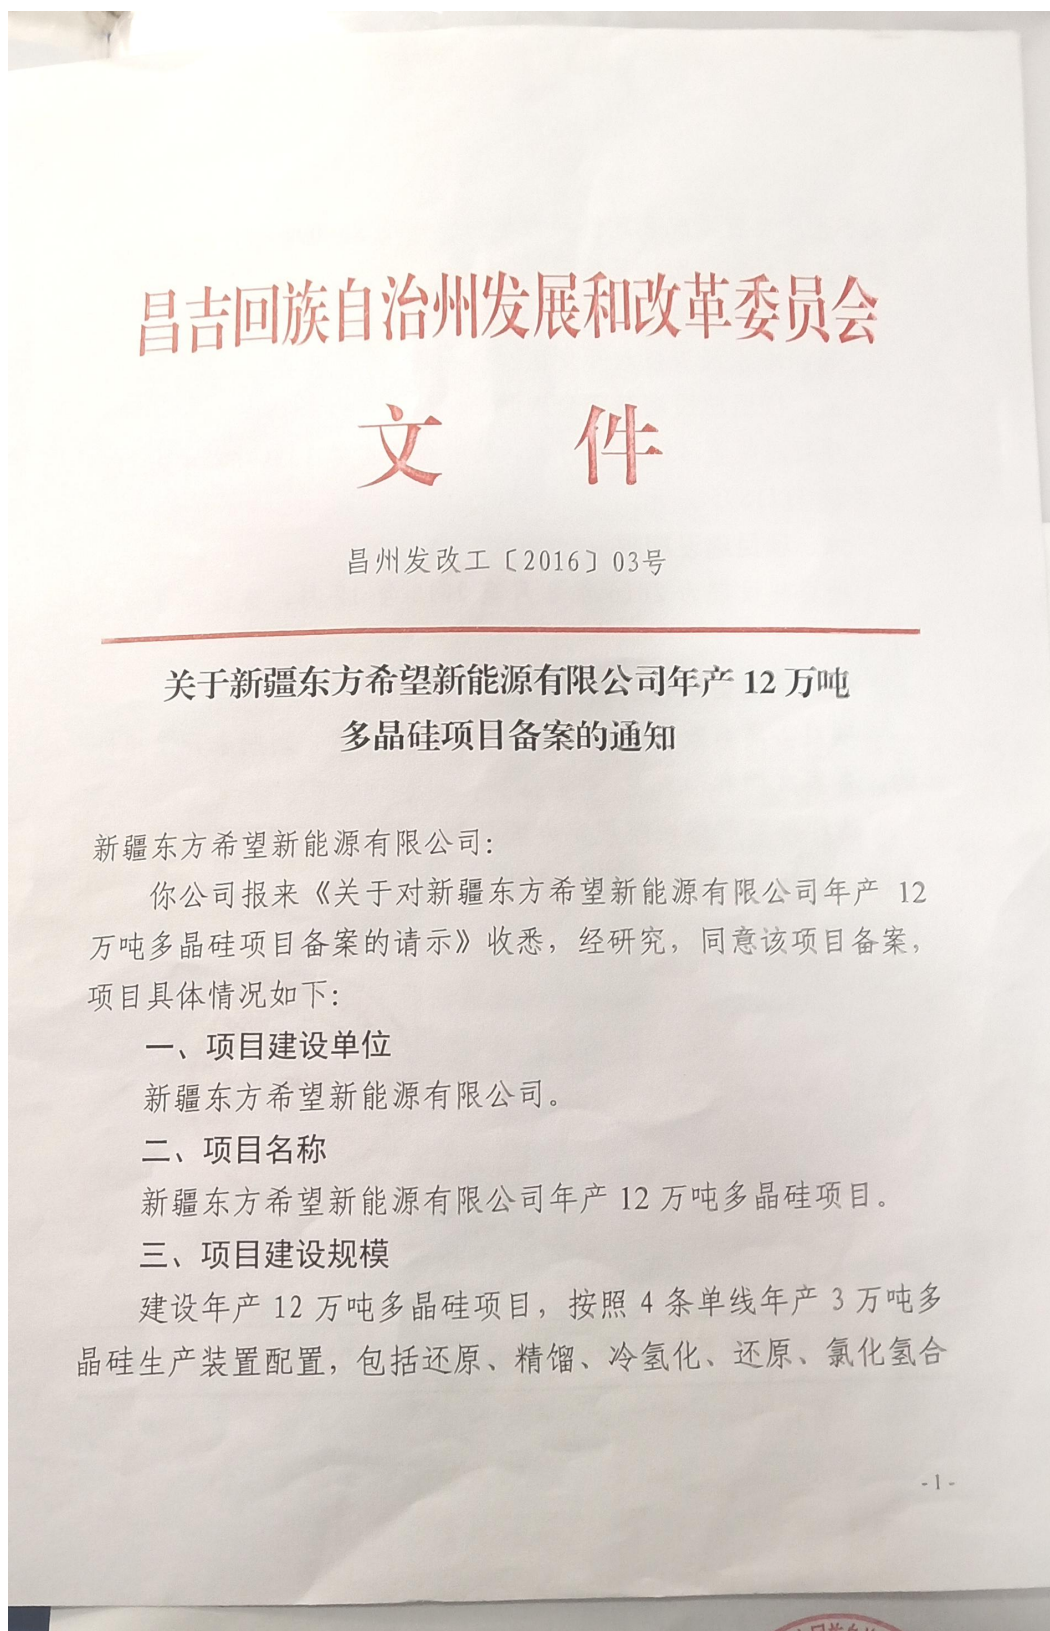 昌吉回族自治州发展和改革委员会
文件
昌州发改工〔2016〕03号
关于新疆东方希望新能源有限公司年产12万吨
多晶硅项目备案的通知
新疆东方希望新能源有限公司：
你公司报来《关于对新疆东方希望新能源有限公司年产 12
万吨多晶硅项目备案的请示》收悉，经研究，同意该项目备案，
项目具体情况如下：
一、项目建设单位
新疆东方希望新能源有限公司。
二、项目名称
新疆东方希望新能源有限公司年产12万吨多晶硅项目。
三、项目建设规模
建设年产12万吨多晶硅项目，按照4条单线年产3万吨多
晶硅生产装置配置，包括还原、精馏、冷氢化、还原、氯化氢合
- 1 -